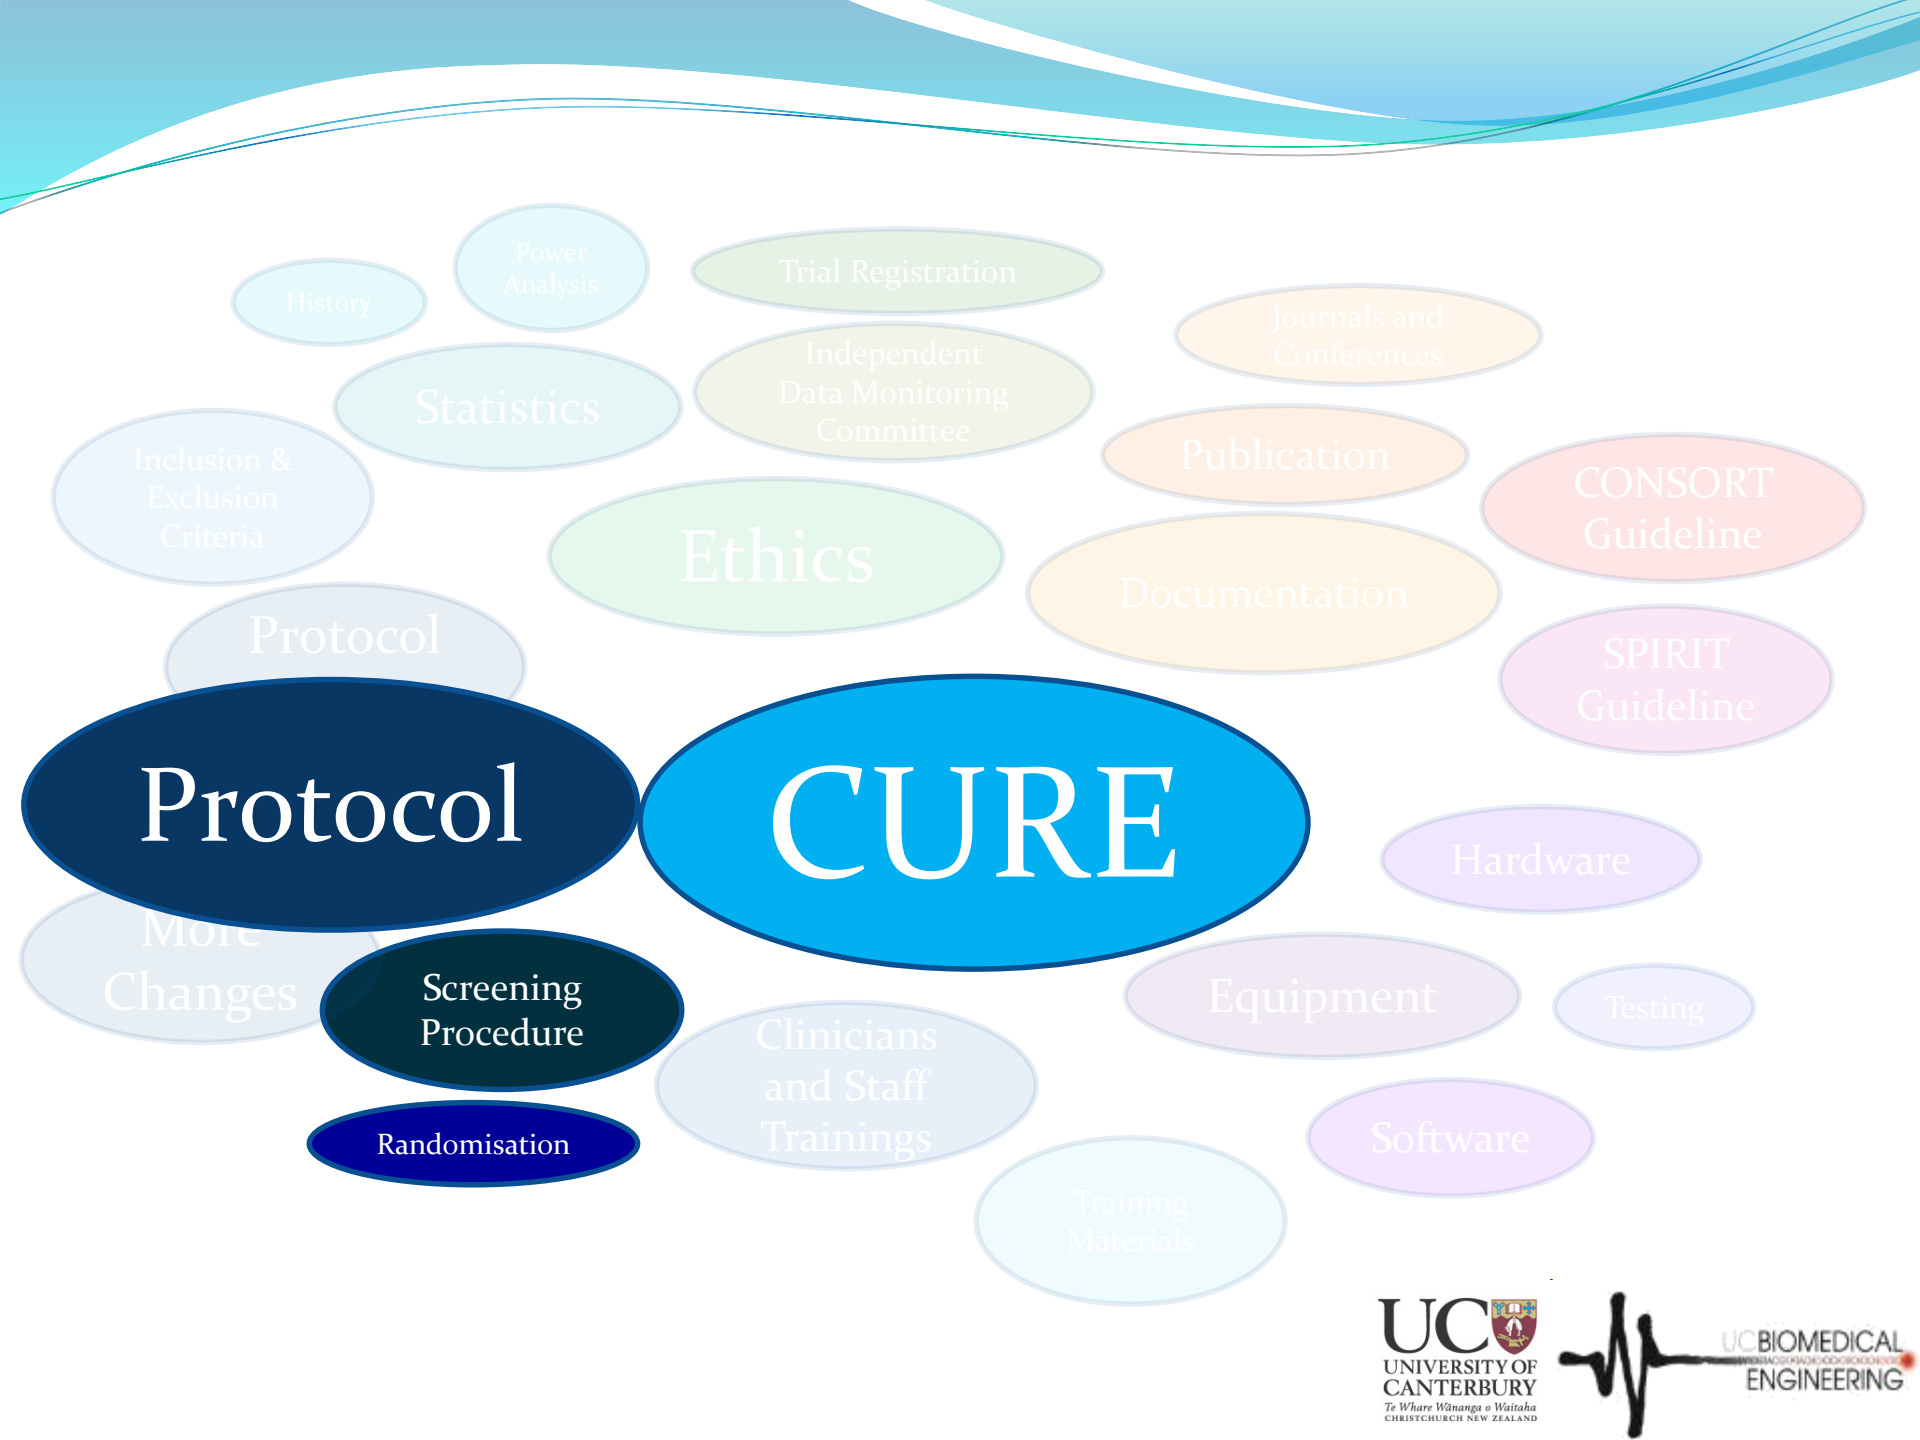 History
Power
Analysis
Trial Registration
Journals and
Conferences
Statistics
Independent
Data Monitoring
Committee
Inclusion &
Exclusion
Criteria
Publication
CONSORT
Guideline
Ethics
Documentation
Protocol
SPIRIT
Guideline
Protocol
CURE
Hardware
More
Changes
Screening
Procedure
Clinicians
and Staff
Trainings
Equipment
Testing
Randomisation
Software
Training
Materials
UC
UNIVERSITY OF
CANTERBURY
Te Whare Wānanga o Waitaha
CHRISTCHURCH NEW ZEALAND
UCBIOMEDICAL
ENGINEERING